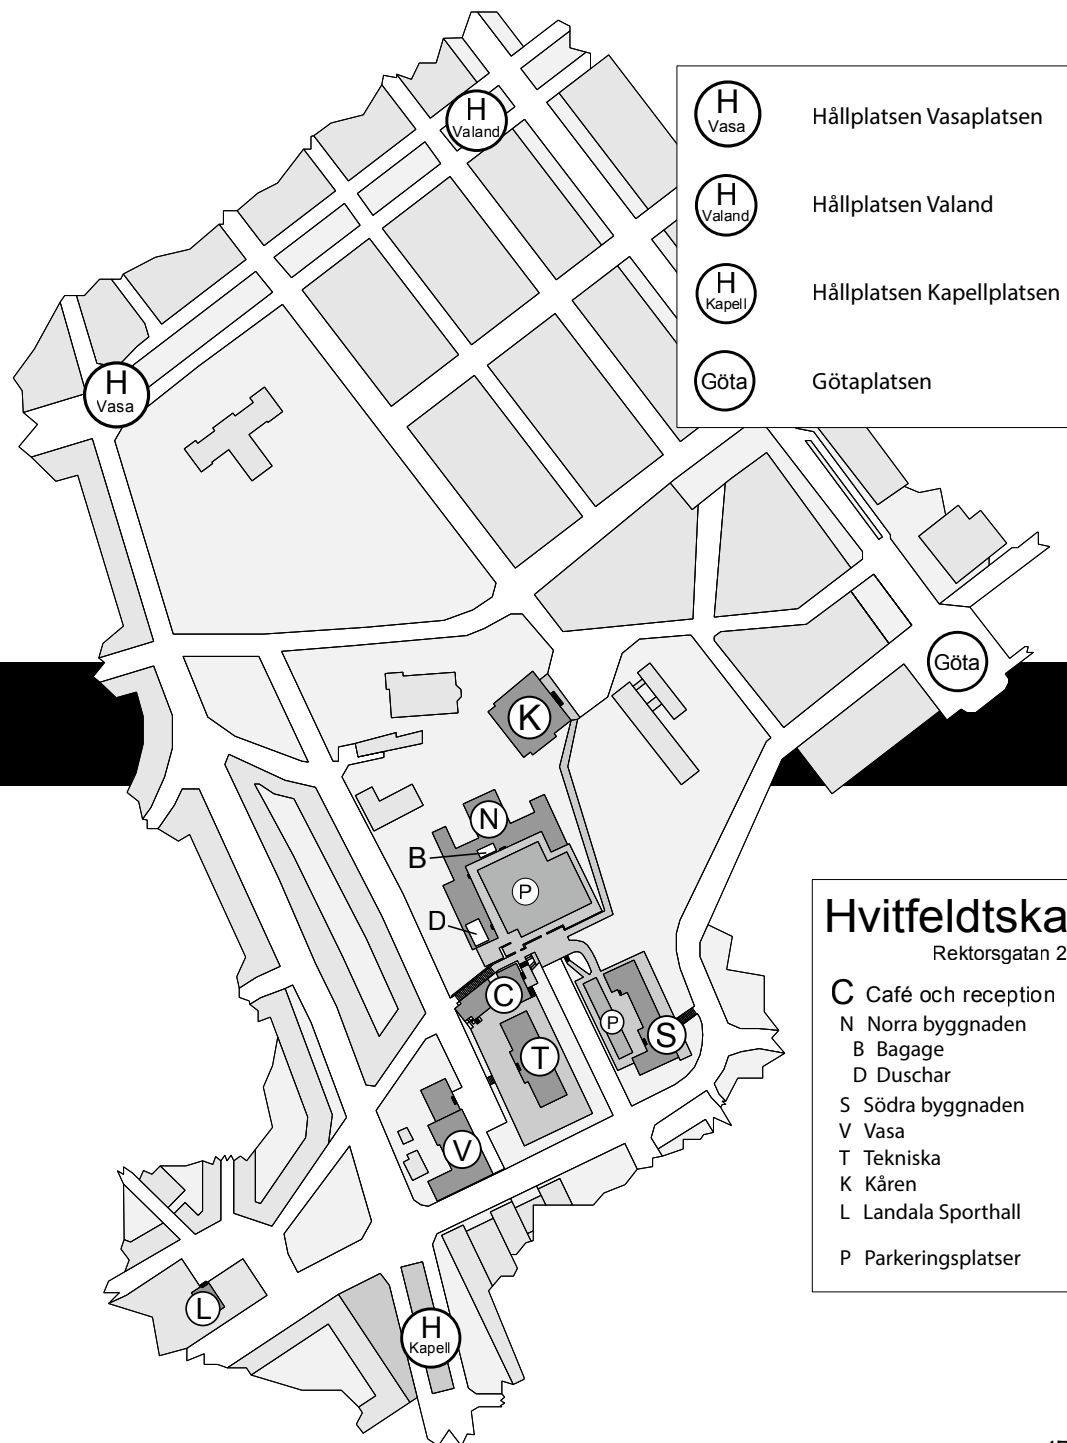 H
Valand
H
Vasa
Hållplatsen Vasaplatsen
H
Valand
Hållplatsen Valand
H
Kapell
Hållplatsen Kapellplatsen
Göta
Götaplatsen
H
Vasa
Göta
K
N
B
P
D
C
P
S
T
V
L
H
Kapell
Hvitfeldtska
Rektorsgatan 2
C Café och reception
N Norra byggnaden
B Bagage
D Duschar
S Södra byggnaden
V Vasa
T Tekniska
K Kåren
L Landala Sporthall
P Parkeringsplatser